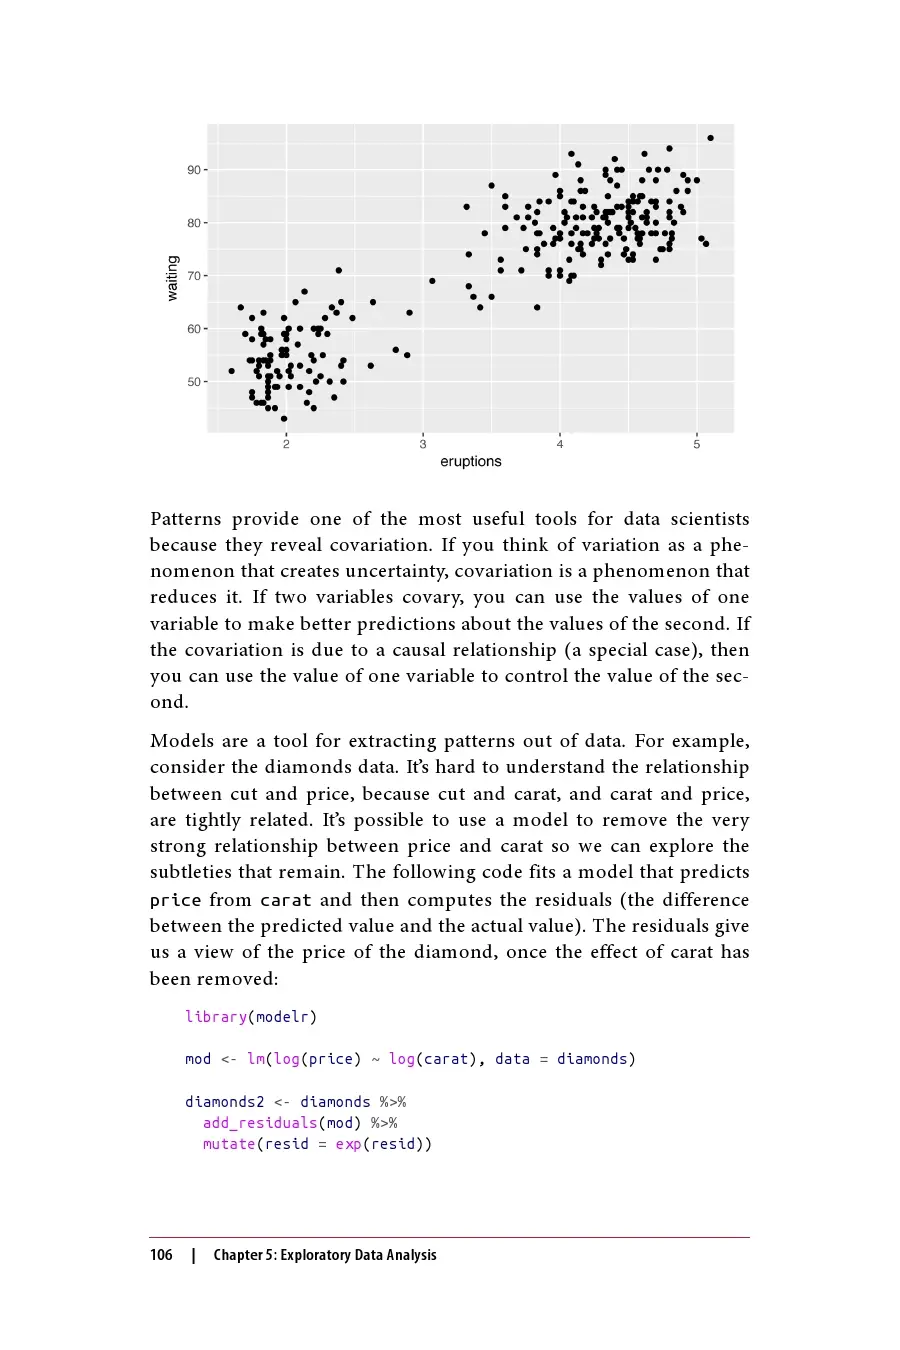 90
80
70
60
50
waiting
2 3 4 5
eruptions
Patterns provide one of the most useful tools for data scientists
because they reveal covariation. If you think of variation as a phe-
nomenon that creates uncertainty, covariation is a phenomenon that
reduces it. If two variables covary, you can use the values of one
variable to make better predictions about the values of the second. If
the covariation is due to a causal relationship (a special case), then
you can use the value of one variable to control the value of the sec-
ond.
Models are a tool for extracting patterns out of data. For example,
consider the diamonds data. It’s hard to understand the relationship
between cut and price, because cut and carat, and carat and price,
are tightly related. It’s possible to use a model to remove the very
strong relationship between price and carat so we can explore the
subtleties that remain. The following code fits a model that predicts
price from carat and then computes the residuals (the difference
between the predicted value and the actual value). The residuals give
us a view of the price of the diamond, once the effect of carat has
been removed:
library(modelr)
mod <- lm(log(price) ~ log(carat), data = diamonds)
diamonds2 <- diamonds %>%
add_residuals(mod) %>%
mutate(resid = exp(resid))
106 | Chapter 5: Exploratory Data Analysis